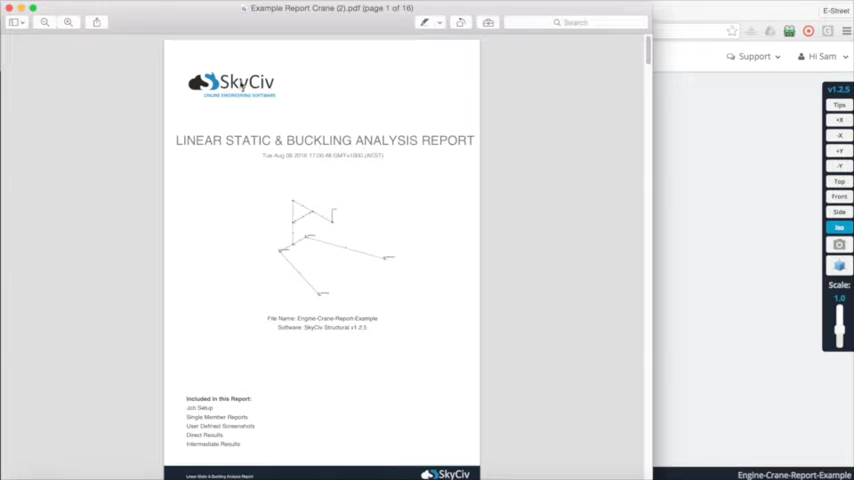 Example Report Crane (2).pdf (page 1 of 16)
Search
E-Street
Support
Hi Sam
SkyCiv
ONLINE ENGINEERING SOFTWARE
LINEAR STATIC & BUCKLING ANALYSIS REPORT
Tue Aug 09 2016 17:00:48 GMT+1000 (AEST)
File Name: Engine-Crane-Report-Example
Software: SkyCiv Structural v1.2.5
Included in this Report:
Job Setup
Single Member Reports
User Defined Screenshots
Direct Results
Intermediate Results
Linear Static & Buckling Analysis Report
SkyCiv
v1.2.5
Tips
+X
-X
+Y
-Y
Top
Front
Side
Iso
Scale:
1.0
Engine-Crane-Report-Example